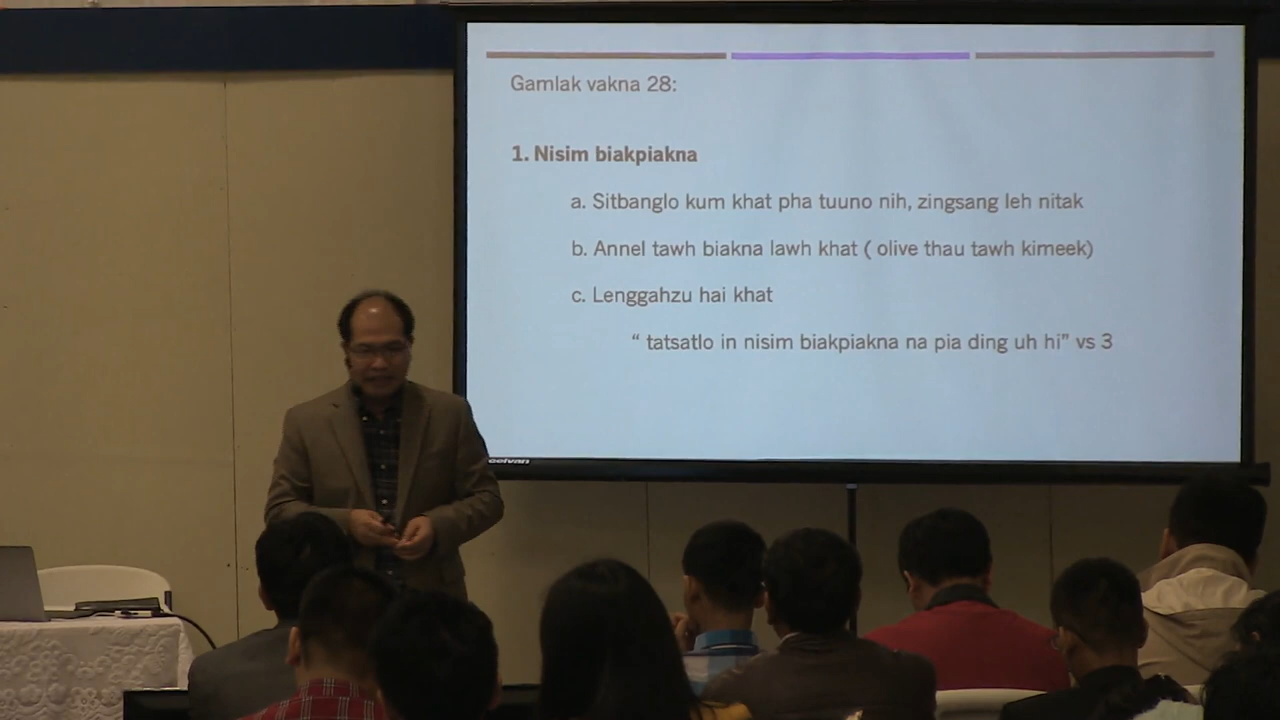 Gamlak vakna 28:
1. Nisim biakpiakna
a. Sitbanglo kum khat pha tuuno nih, zingsang leh nitak
b. Annel tawh biakna lawh khat ( olive thau tawh kimeek)
c. Lenggahzu hai khat
“ tatsatlo in nisim biakpiakna na pia ding uh hi” vs 3